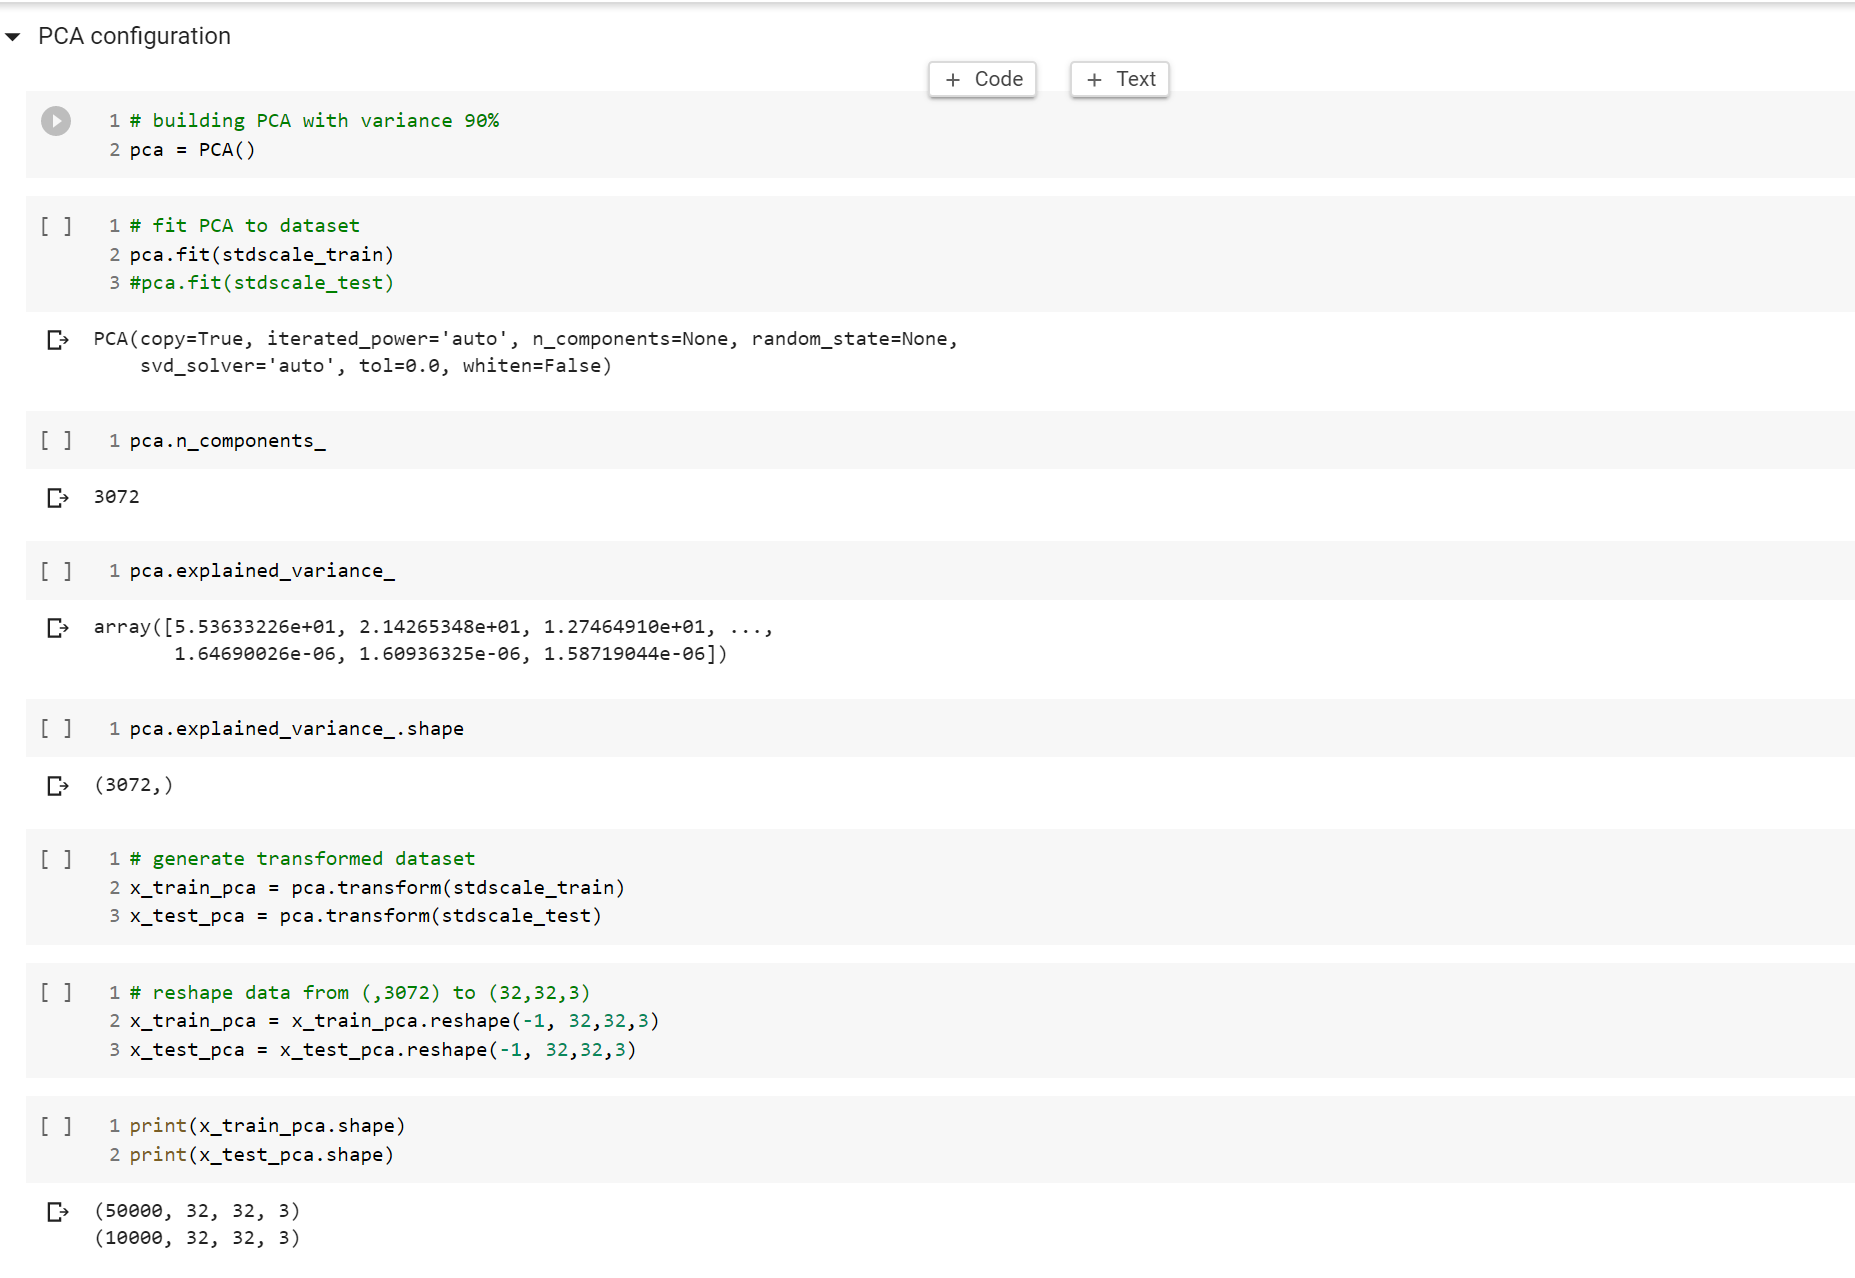 PCA configuration
+ Code + Text
1 # building PCA with variance 90%
2 pca = PCA()
[ ] 1 # fit PCA to dataset
2 pca.fit(stdscale_train)
3 #pca.fit(stdscale_test)
PCA(copy=True, iterated_power='auto', n_components=None, random_state=None,
svd_solver='auto', tol=0.0, whiten=False)
[ ] 1 pca.n_components_
3072
[ ] 1 pca.explained_variance_
array([5.53633226e+01, 2.14265348e+01, 1.27464910e+01, ...,
1.64690026e-06, 1.60936325e-06, 1.58719044e-06])
[ ] 1 pca.explained_variance_.shape
(3072,)
[ ] 1 # generate transformed dataset
2 x_train_pca = pca.transform(stdscale_train)
3 x_test_pca = pca.transform(stdscale_test)
[ ] 1 # reshape data from (,3072) to (32,32,3)
2 x_train_pca = x_train_pca.reshape(-1, 32,32,3)
3 x_test_pca = x_test_pca.reshape(-1, 32,32,3)
[ ] 1 print(x_train_pca.shape)
2 print(x_test_pca.shape)
(50000, 32, 32, 3)
(10000, 32, 32, 3)